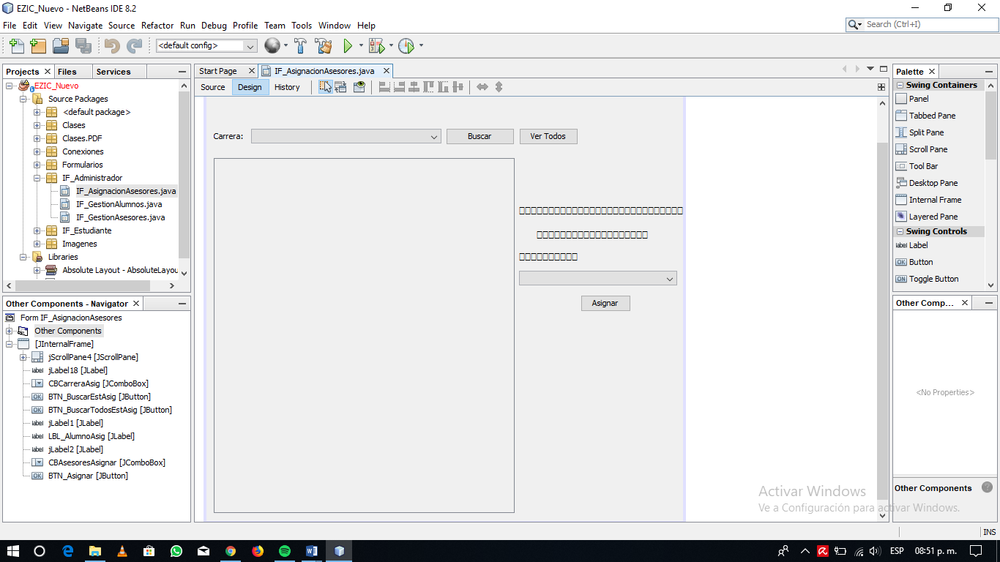 EZIC_Nuevo - NetBeans IDE 8.2
File Edit View Navigate Source Refactor Run Debug Profile Team Tools Window Help
Search (Ctrl+I)
<default config>
Projects Files Services
Start Page IF_AsignacionAsesores.java
Palette
Source Design History
EZIC_Nuevo
Source Packages
<default package>
Clases
Clases.PDF
Conexiones
Formularios
IF_Administrador
IF_AsignacionAsesores.java
IF_GestionAlumnos.java
IF_GestionAsesores.java
IF_Estudiante
Imagenes
Libraries
Absolute Layout - AbsoluteLayou
Other Components - Navigator
Form IF_AsignacionAsesores
Other Components
[JInternalFrame]
jScrollPane4 [JScrollPane]
jLabel18 [JLabel]
CBCarreraAsig [JComboBox]
BTN_BuscarEstAsig [JButton]
BTN_BuscarTodosEstAsig [JButton]
jLabel1 [JLabel]
LBL_AlumnoAsig [JLabel]
jLabel2 [JLabel]
CBAsesoresAsignar [JComboBox]
BTN_Asignar [JButton]
Carrera: Buscar Ver Todos
Asignar
Swing Containers
Panel
Tabbed Pane
Split Pane
Scroll Pane
Tool Bar
Desktop Pane
Internal Frame
Layered Pane
Swing Controls
Label
Button
Toggle Button
Other Comp...
<No Properties>
Other Components
Activar Windows
Ve a Configuración para activar Windows.
INS
ESP 08:51 p. m.